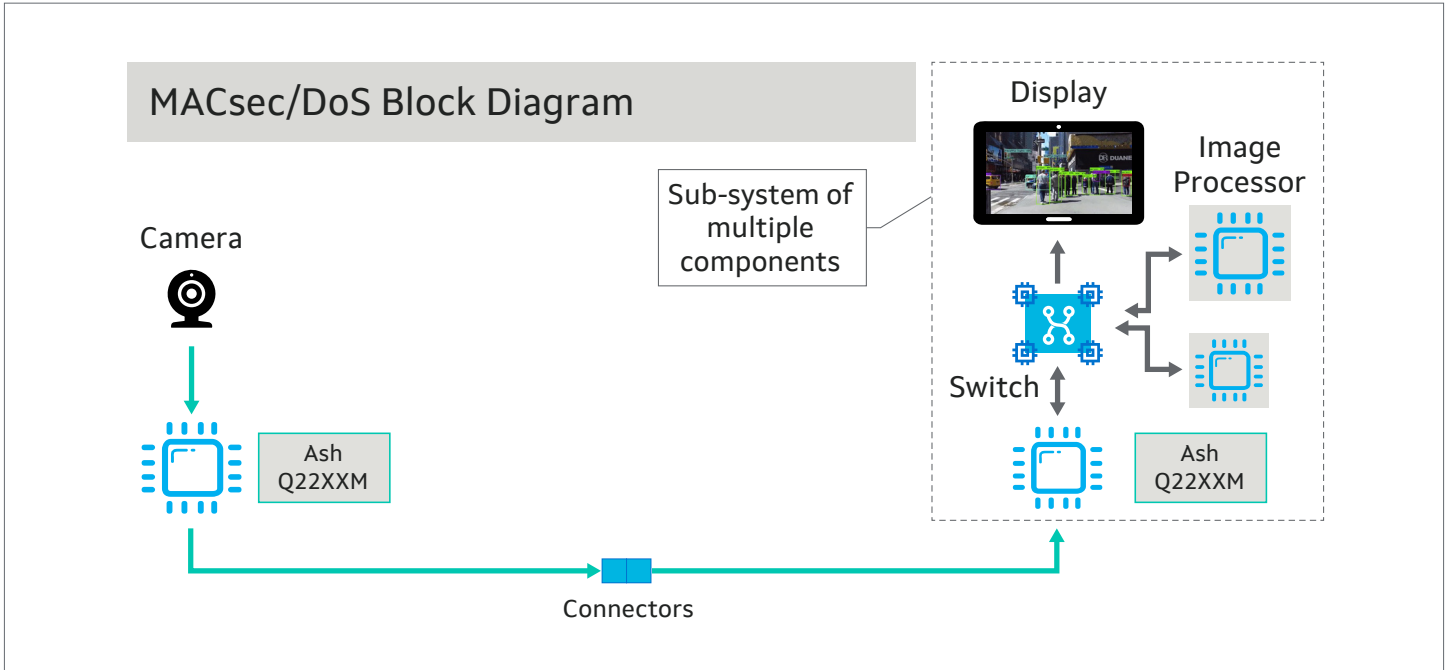 MACsec/DoS Block Diagram
Display
DUANE
Image
Processor
Sub-system of
multiple
components
Camera
Switch
Ash
Q22XXM
Ash
Q22XXM
Connectors